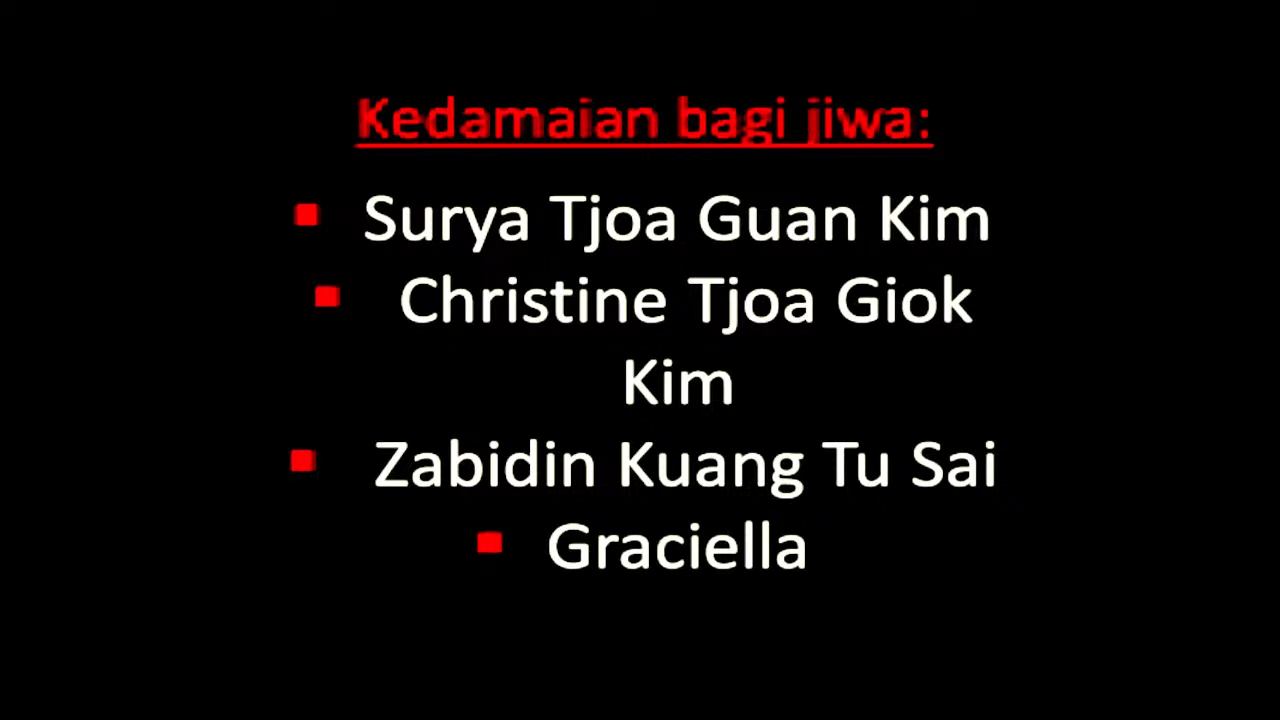 Kedamaian bagi jiwa:
▪ Surya Tjoa Guan Kim
▪ Christine Tjoa Giok
Kim
▪ Zabidin Kuang Tu Sai
▪ Graciella